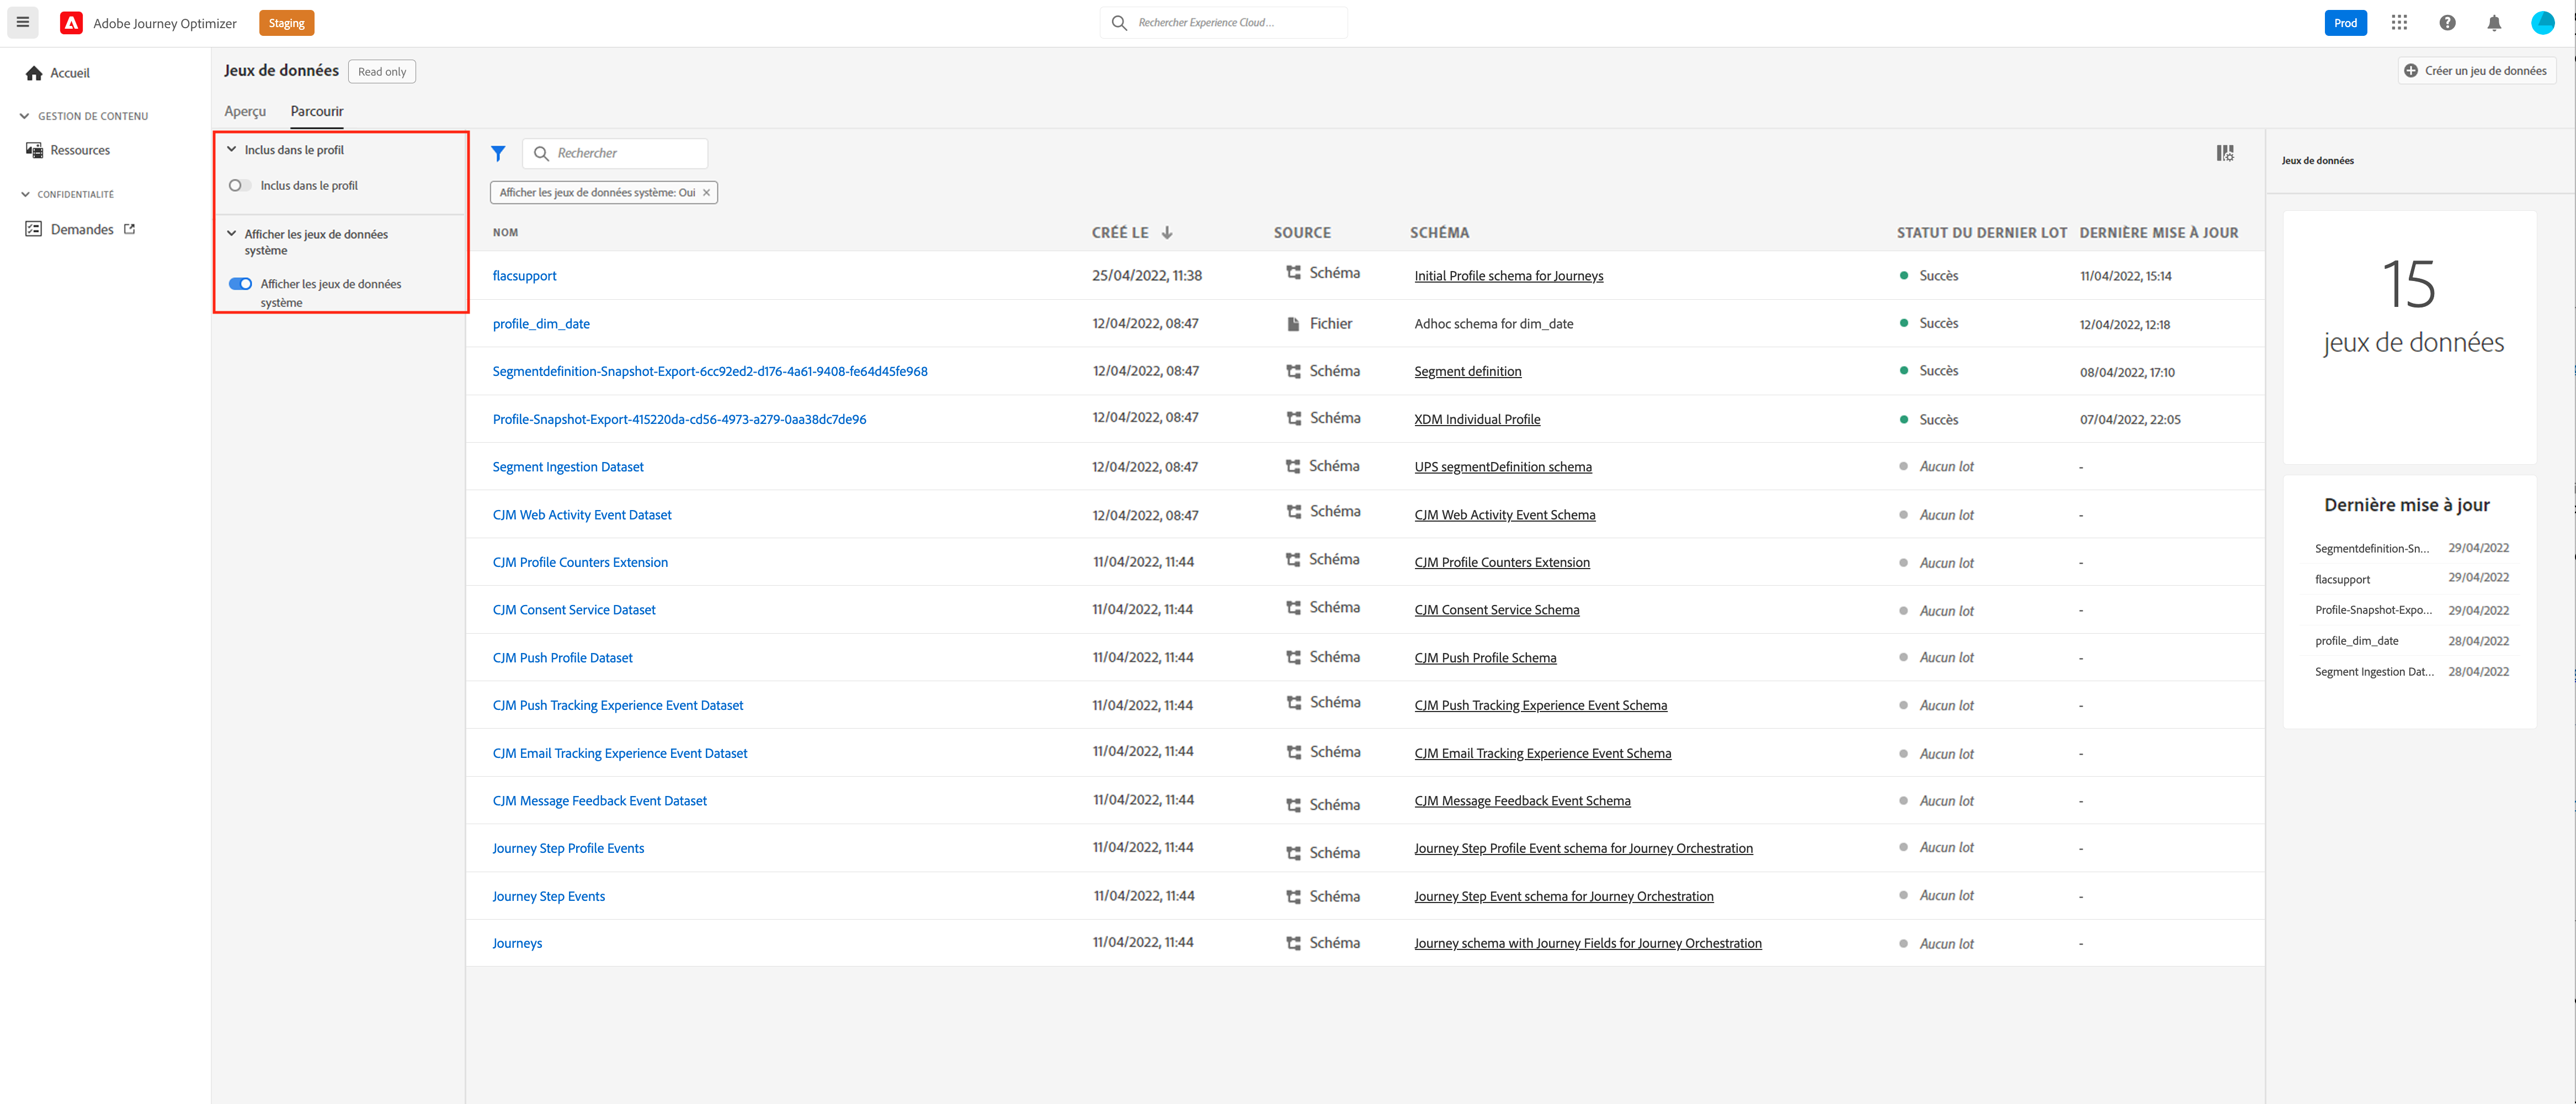 Adobe Journey Optimizer Staging Rechercher Experience Cloud... Prod
Accueil
GESTION DE CONTENU
Ressources
CONFIDENTIALITÉ
Demandes
Jeux de données Read only Créer un jeu de données
Aperçu Parcourir
Inclus dans le profil
Inclus dans le profil
Afficher les jeux de données
système
Afficher les jeux de données
système
Rechercher
Afficher les jeux de données système: Oui
NOM CRÉÉ LE SOURCE SCHÉMA STATUT DU DERNIER LOT DERNIÈRE MISE À JOUR
flacsupport 25/04/2022, 11:38 Schéma Initial Profile schema for Journeys Succès 11/04/2022, 15:14
profile_dim_date 12/04/2022, 08:47 Fichier Adhoc schema for dim_date Succès 12/04/2022, 12:18
Segmentdefinition-Snapshot-Export-6cc92ed2-d176-4a61-9408-fe64d45fe968 12/04/2022, 08:47 Schéma Segment definition Succès 08/04/2022, 17:10
Profile-Snapshot-Export-415220da-cd56-4973-a279-0aa38dc7de96 12/04/2022, 08:47 Schéma XDM Individual Profile Succès 07/04/2022, 22:05
Segment Ingestion Dataset 12/04/2022, 08:47 Schéma UPS segmentDefinition schema Aucun lot -
CJM Web Activity Event Dataset 12/04/2022, 08:47 Schéma CJM Web Activity Event Schema Aucun lot -
CJM Profile Counters Extension 11/04/2022, 11:44 Schéma CJM Profile Counters Extension Aucun lot -
CJM Consent Service Dataset 11/04/2022, 11:44 Schéma CJM Consent Service Schema Aucun lot -
CJM Push Profile Dataset 11/04/2022, 11:44 Schéma CJM Push Profile Schema Aucun lot -
CJM Push Tracking Experience Event Dataset 11/04/2022, 11:44 Schéma CJM Push Tracking Experience Event Schema Aucun lot -
CJM Email Tracking Experience Event Dataset 11/04/2022, 11:44 Schéma CJM Email Tracking Experience Event Schema Aucun lot -
CJM Message Feedback Event Dataset 11/04/2022, 11:44 Schéma CJM Message Feedback Event Schema Aucun lot -
Journey Step Profile Events 11/04/2022, 11:44 Schéma Journey Step Profile Event schema for Journey Orchestration Aucun lot -
Journey Step Events 11/04/2022, 11:44 Schéma Journey Step Event schema for Journey Orchestration Aucun lot -
Journeys 11/04/2022, 11:44 Schéma Journey schema with Journey Fields for Journey Orchestration Aucun lot -
Jeux de données
15
jeux de données
Dernière mise à jour
Segmentdefinition-Sn... 29/04/2022
flacsupport 29/04/2022
Profile-Snapshot-Expo... 29/04/2022
profile_dim_date 28/04/2022
Segment Ingestion Dat... 28/04/2022